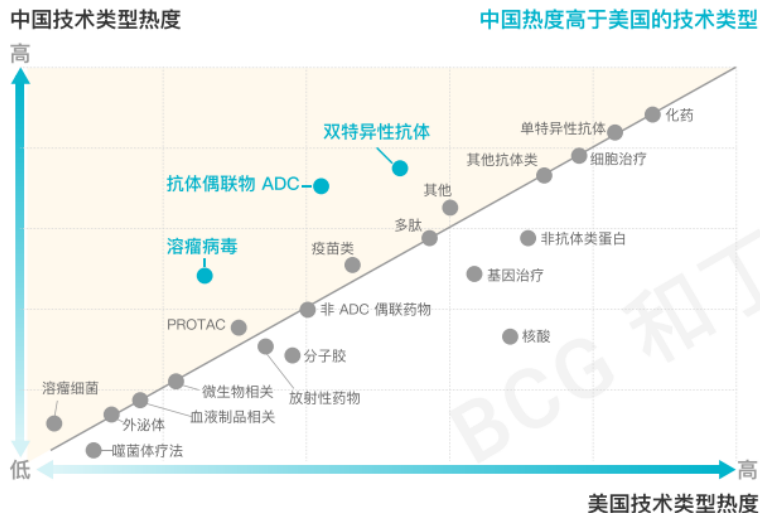 中国技术类型热度
中国热度高于美国的技术类型
高
化药
单特异性抗体
双特异性抗体
其他抗体类
细胞治疗
抗体偶联物 ADC
其他
多肽
溶瘤病毒
疫苗类
非抗体类蛋白
基因治疗
非 ADC 偶联药物
PROTAC
核酸
分子胶
溶瘤细菌
微生物相关
放射性药物
血液制品相关
外泌体
噬菌体疗法
BCG 和丁
低
高
美国技术类型热度